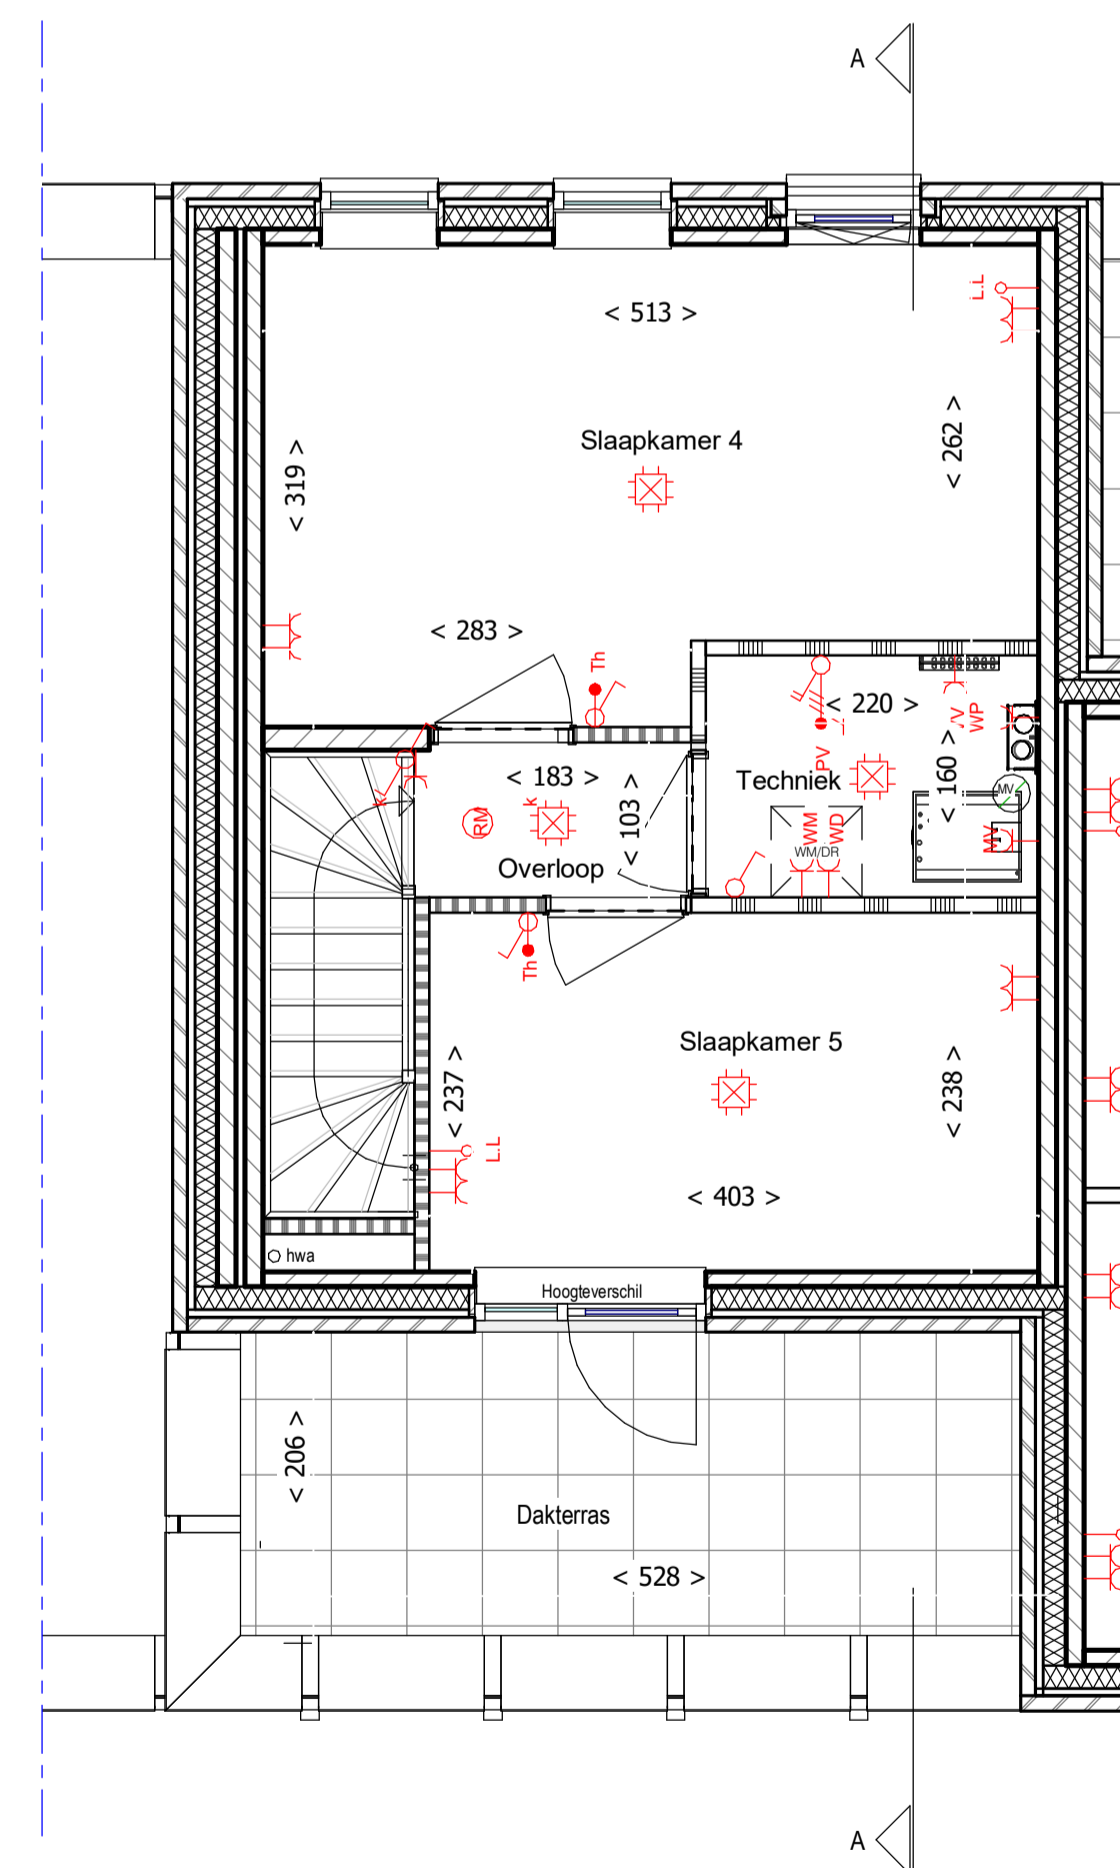 A
< 513 >
L.L
Slaapkamer 4
< 262 >
< 319 >
< 283 >
Th
< 220 >
WP
PV
Techniek
< 160 >
MV
MV
WM
WD
WM/DR
< 183 >
< 103 >
k
RM
k
Overloop
Th
Slaapkamer 5
< 237 >
< 238 >
L.L
< 403 >
hwa
Hoogteverschil
< 206 >
Dakterras
< 528 >
A